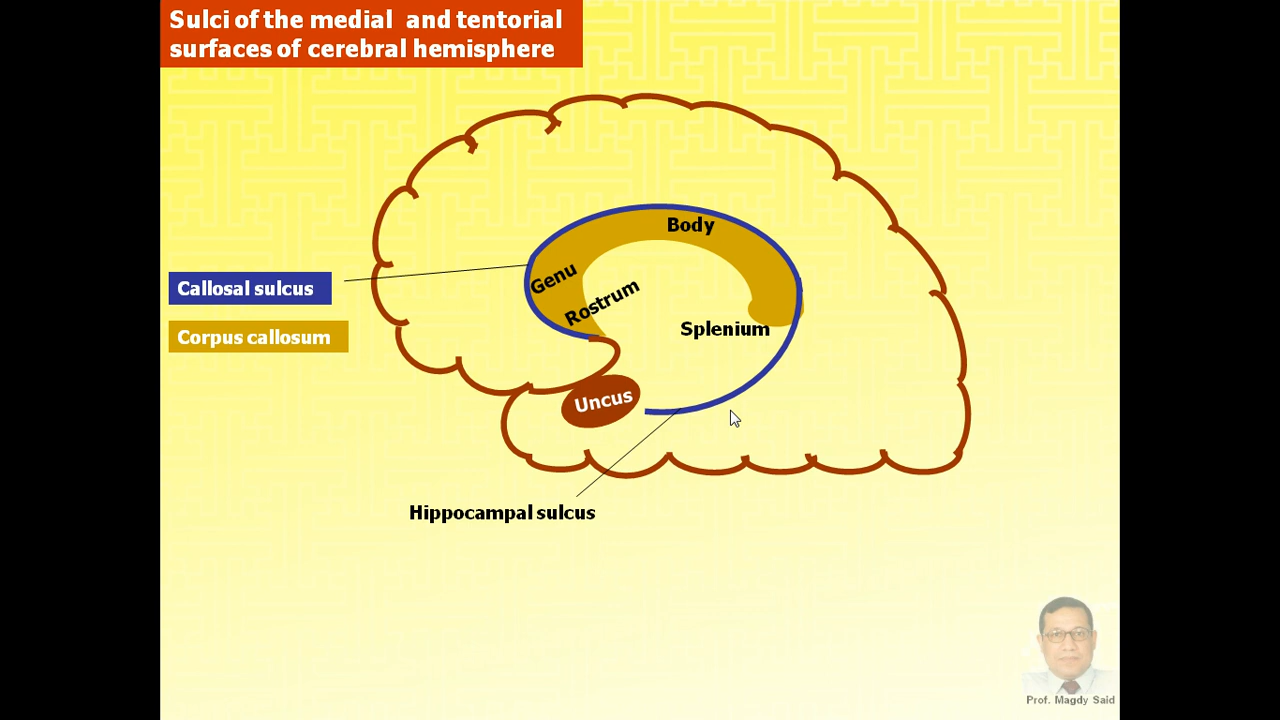 Sulci of the medial and tentorial
surfaces of cerebral hemisphere
Body
Genu
Callosal sulcus
Rostrum
Splenium
Corpus callosum
Uncus
Hippocampal sulcus
Prof. Magdy Said